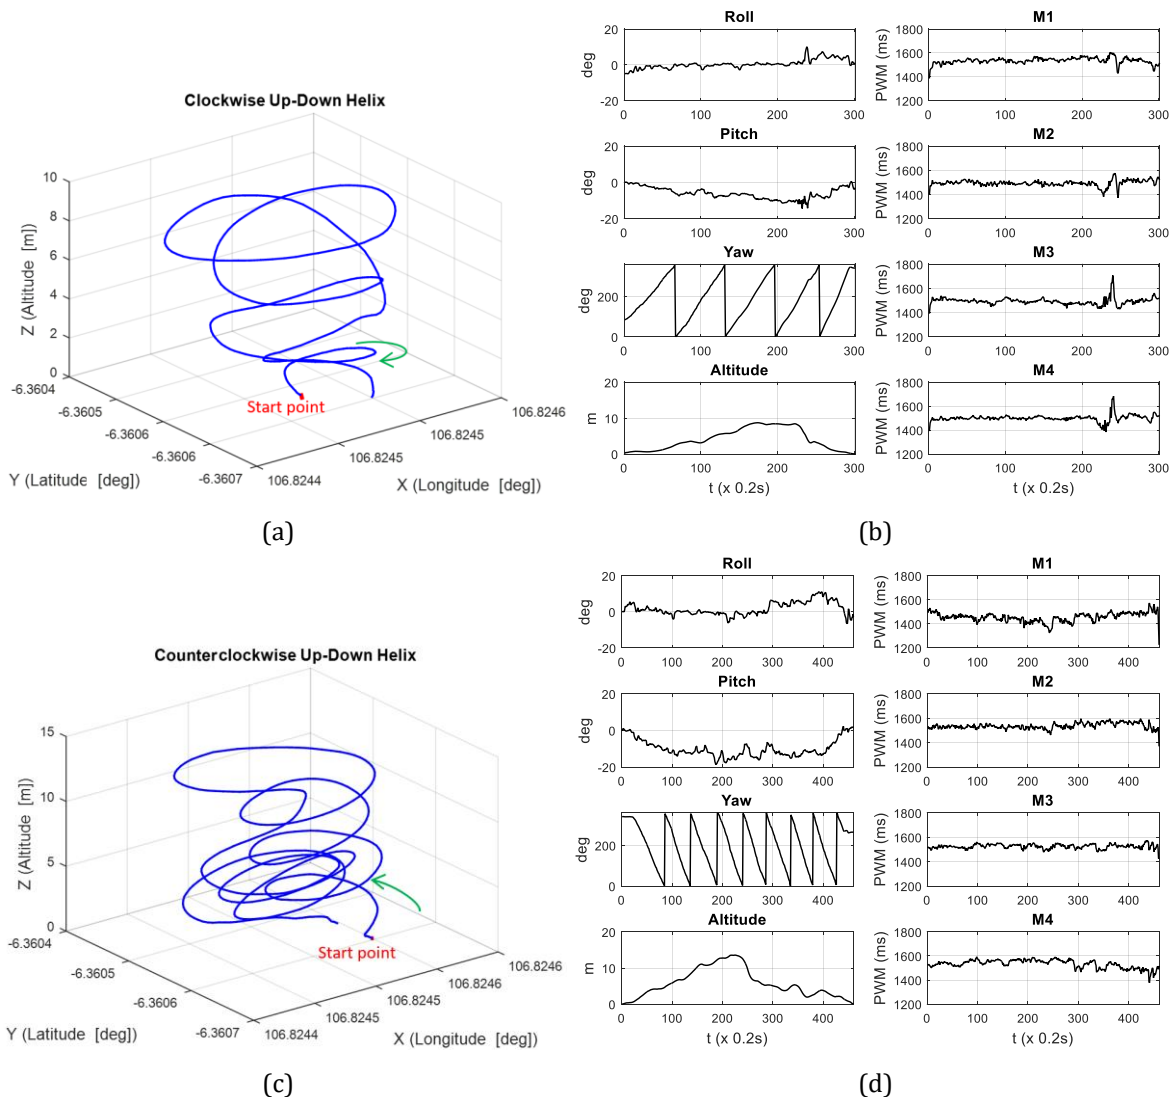 Clockwise Up-Down Helix
Z (Altitude [m])
10
8
6
4
2
0
-6.3604
-6.3605
-6.3606
-6.3606
-6.3607
Y (Latitude [deg])
106.8244
106.8245
106.8245
106.8246
X (Longitude [deg])
Start point
(a)
Roll
deg
20
0
-20
0 100 200 300
Pitch
deg
20
0
-20
0 100 200 300
Yaw
deg
200
0
0 100 200 300
Altitude
m
20
10
0
0 100 200 300
t (x 0.2s)
M1
PWM (ms)
1800
1600
1400
1200
0 100 200 300
M2
PWM (ms)
1800
1600
1400
1200
0 100 200 300
M3
PWM (ms)
1800
1600
1400
1200
0 100 200 300
M4
PWM (ms)
1800
1600
1400
1200
0 100 200 300
t (x 0.2s)
(b)
Counterclockwise Up-Down Helix
Z (Altitude [m])
15
10
5
0
-6.3604
-6.3605
-6.3606
-6.3607
Y (Latitude [deg])
106.8244
106.8245
106.8245
106.8246
106.8246
X (Longitude [deg])
Start point
(c)
Roll
deg
20
0
-20
0 100 200 300 400
Pitch
deg
20
0
-20
0 100 200 300 400
Yaw
deg
200
0
0 100 200 300 400
Altitude
m
20
10
0
0 100 200 300 400
t (x 0.2s)
M1
PWM (ms)
1800
1600
1400
1200
0 100 200 300 400
M2
PWM (ms)
1800
1600
1400
1200
0 100 200 300 400
M3
PWM (ms)
1800
1600
1400
1200
0 100 200 300 400
M4
PWM (ms)
1800
1600
1400
1200
0 100 200 300 400
t (x 0.2s)
(d)